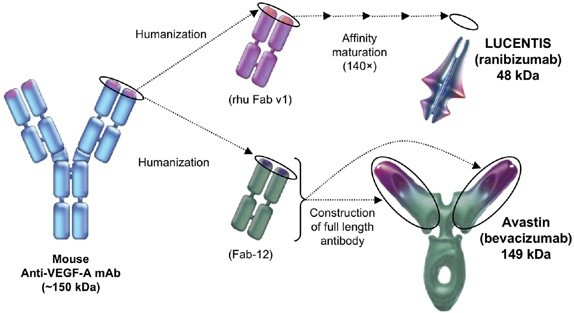 Humanization
(rhu Fab v1)
Affinity
maturation
(140×)
LUCENTIS
(ranibizumab)
48 kDa
Mouse
Anti-VEGF-A mAb
(~150 kDa)
Humanization
(Fab-12)
Construction
of full length
antibody
Avastin
(bevacizumab)
149 kDa